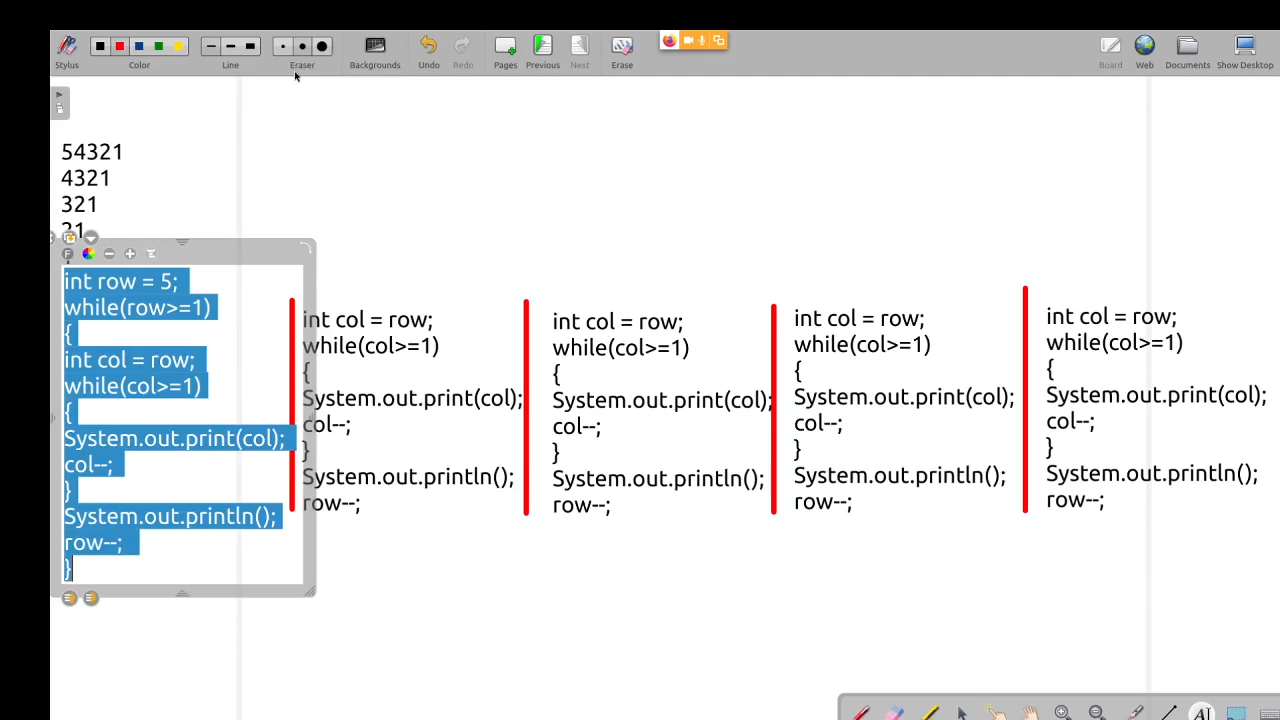 Stylus
Color
Line
Eraser
Backgrounds
Undo
Redo
Pages
Previous
Next
Erase
Board
Web
Documents
Show Desktop
54321
4321
321
21
int row = 5;
while(row>=1)
{
int col = row;
while(col>=1)
{
System.out.print(col);
col--;
}
System.out.println();
row--;
}
int col = row;
while(col>=1)
{
System.out.print(col);
col--;
}
System.out.println();
row--;
int col = row;
while(col>=1)
{
System.out.print(col);
col--;
}
System.out.println();
row--;
int col = row;
while(col>=1)
{
System.out.print(col);
col--;
}
System.out.println();
row--;
int col = row;
while(col>=1)
{
System.out.print(col);
col--;
}
System.out.println();
row--;